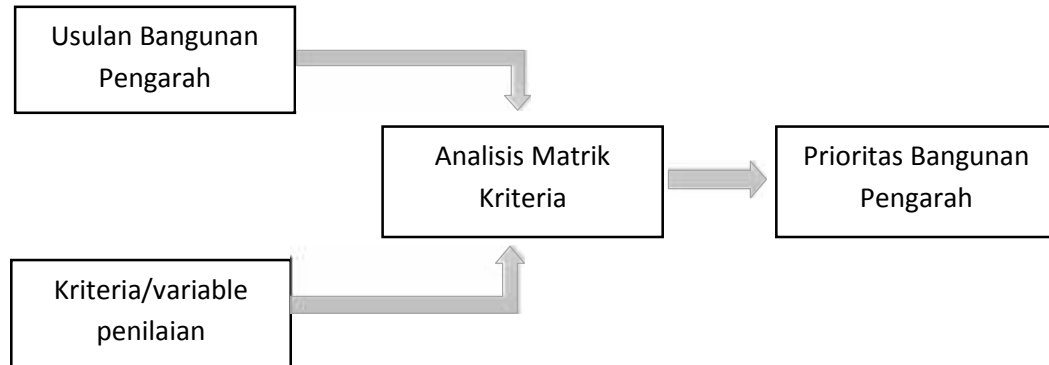 Usulan Bangunan
Pengarah
Analisis Matrik
Kriteria
Prioritas Bangunan
Pengarah
Kriteria/variable
penilaian